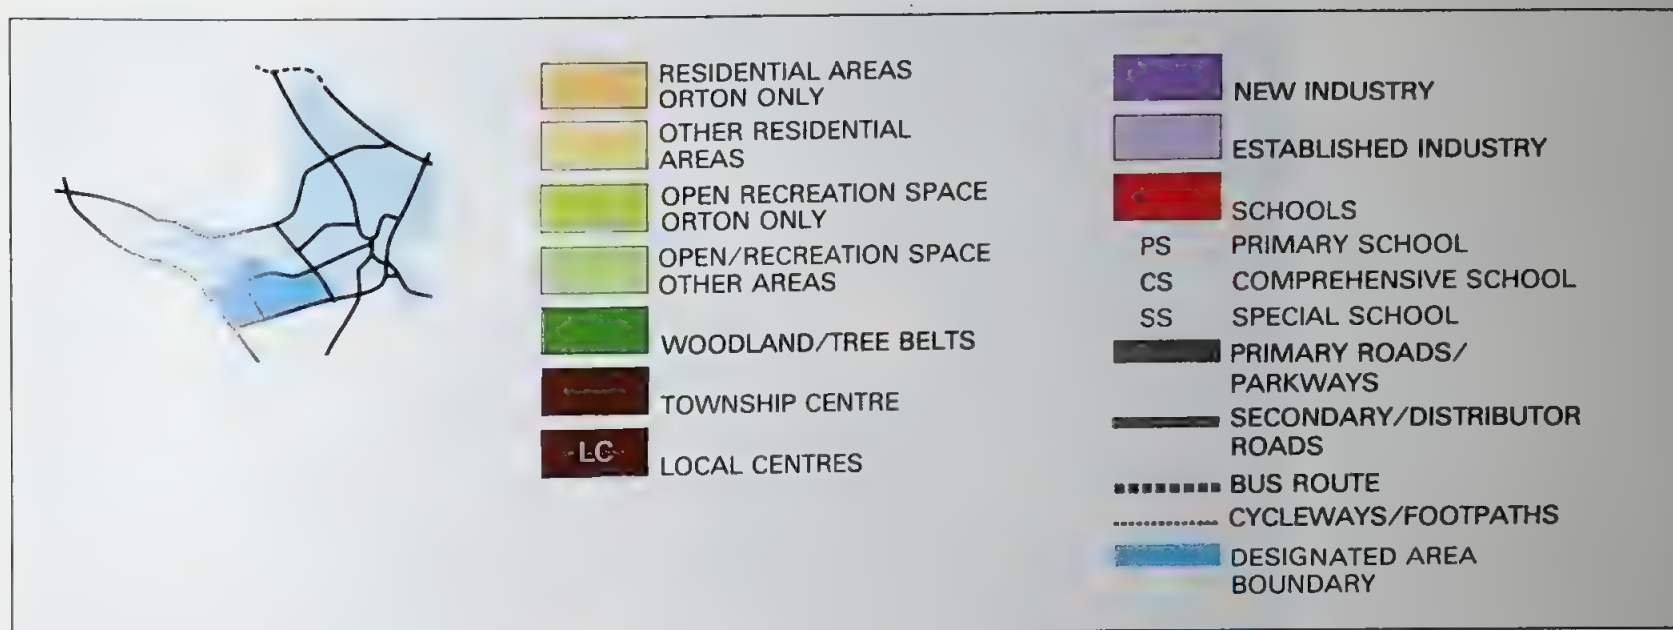 RESIDENTIAL AREAS
ORTON ONLY
OTHER RESIDENTIAL
AREAS
OPEN RECREATION SPACE
ORTON ONLY
OPEN/RECREATION SPACE
OTHER AREAS
WOODLAND/TREE BELTS
TOWNSHIP CENTRE
LC
LOCAL CENTRES
NEW INDUSTRY
ESTABLISHED INDUSTRY
SCHOOLS
PS PRIMARY SCHOOL
CS COMPREHENSIVE SCHOOL
SS SPECIAL SCHOOL
PRIMARY ROADS/
PARKWAYS
SECONDARY/DISTRIBUTOR
ROADS
BUS ROUTE
CYCLEWAYS/FOOTPATHS
DESIGNATED AREA
BOUNDARY